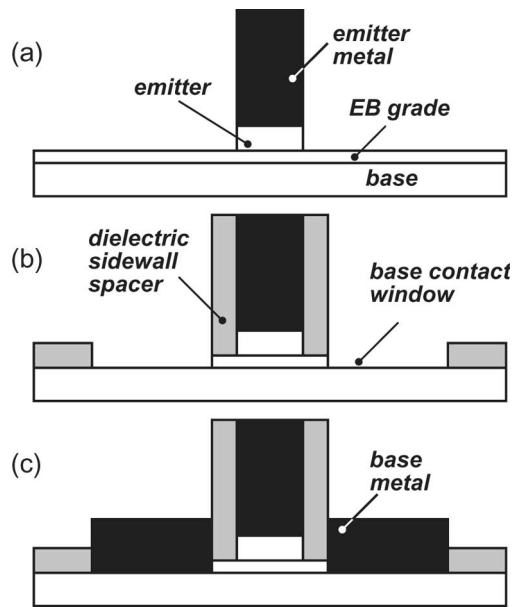 (a)
emitter
metal
emitter
EB grade
base
(b)
dielectric
sidewall
spacer
base contact
window
(c)
base
metal